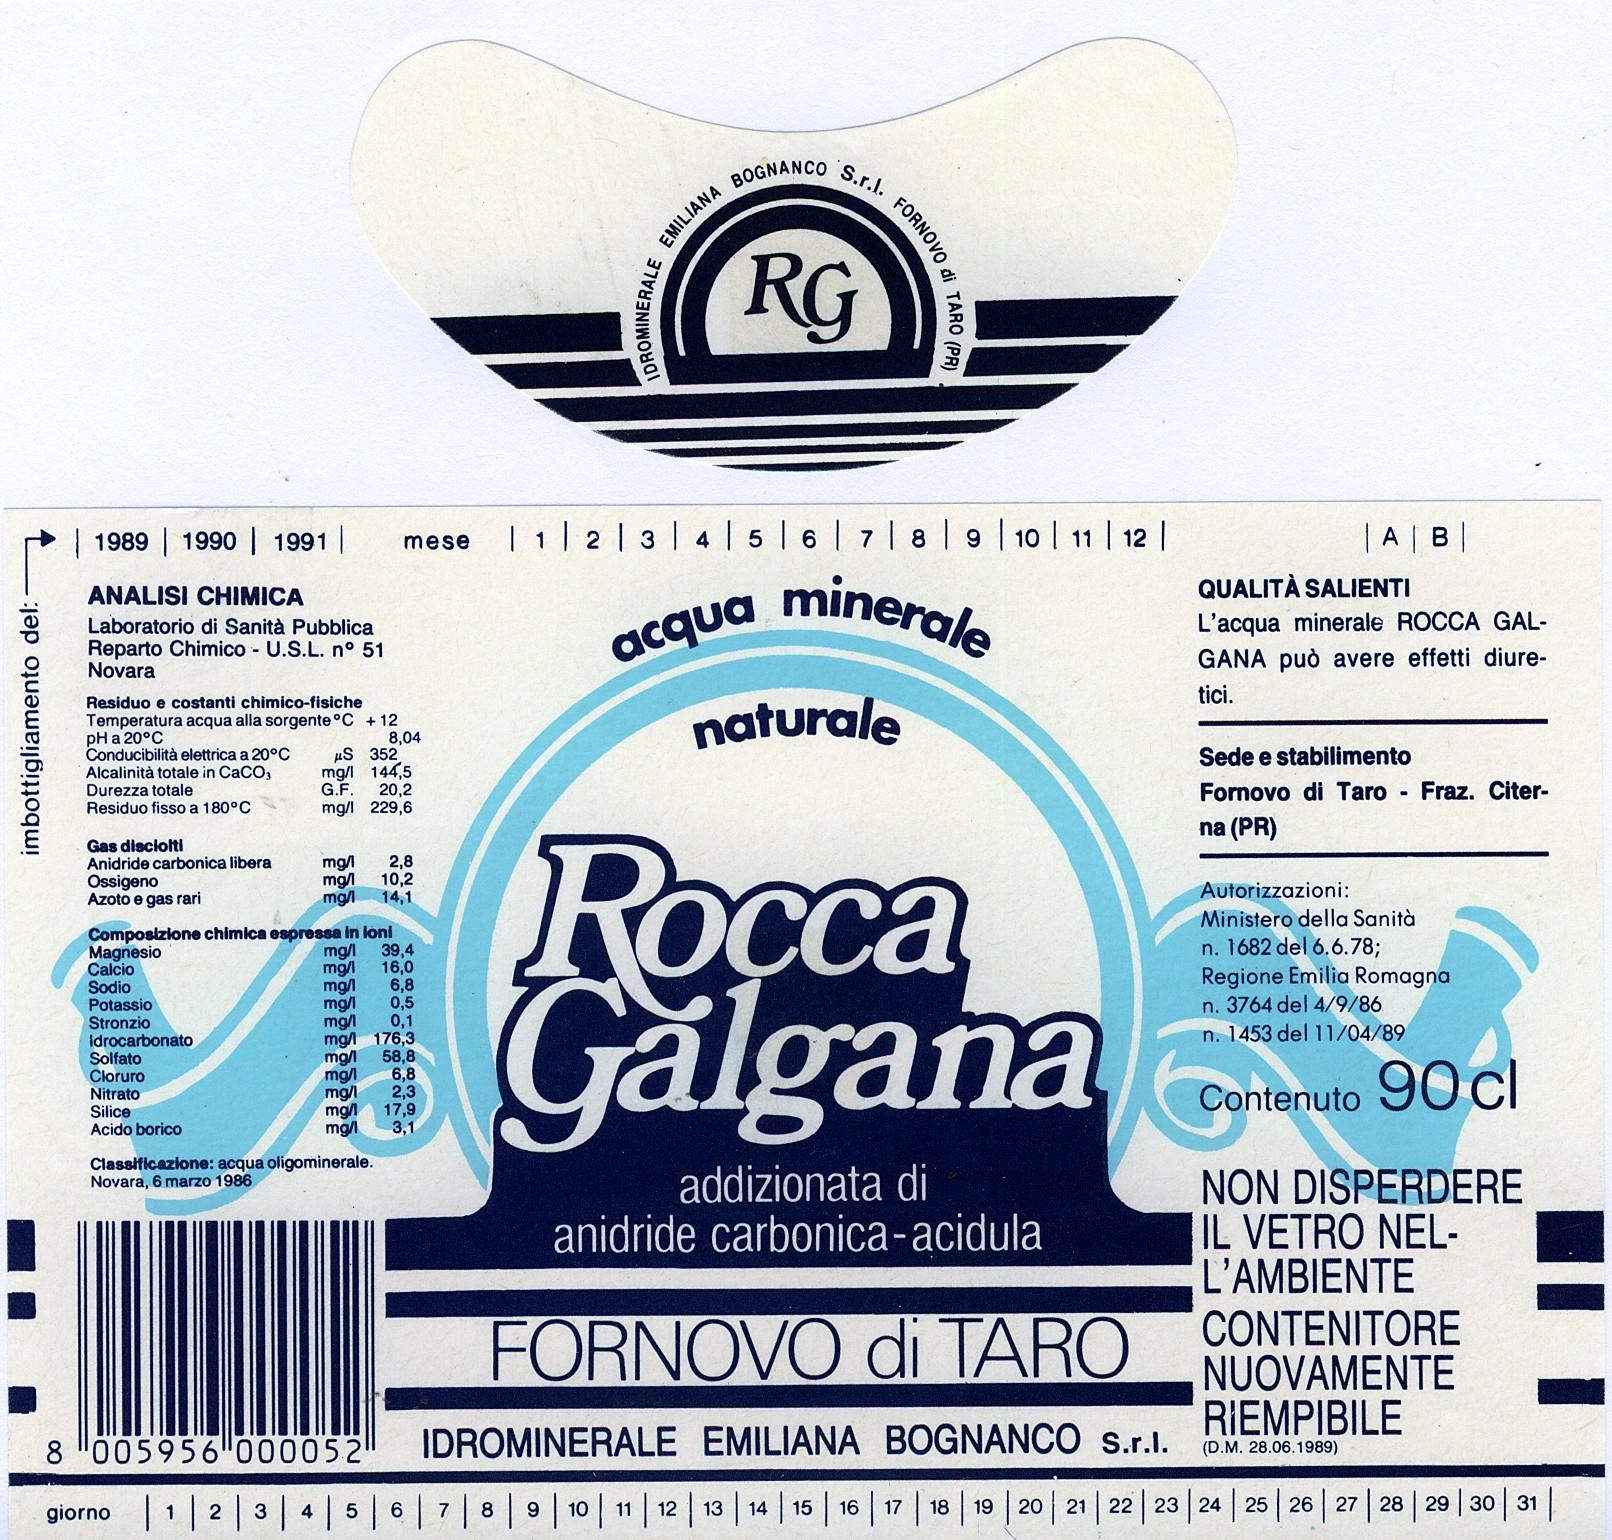 IDROMINERALE EMILIANA BOGNANCO S.r.l. FORNOVO di TARO (PR)
RG
imbottigliamento del:
1989 | 1990 | 1991 | mese | 1 | 2 | 3 | 4 | 5 | 6 | 7 | 8 | 9 | 10 | 11 | 12 | | A | B |
ANALISI CHIMICA
Laboratorio di Sanità Pubblica
Reparto Chimico - U.S.L. n° 51
Novara
Residuo e costanti chimico-fisiche
Temperatura acqua alla sorgente °C + 12
pH a 20°C 8,04
Conducibilità elettrica a 20°C µS 352
Alcalinità totale in CaCO₃ mg/l 144,5
Durezza totale G.F. 20,2
Residuo fisso a 180°C mg/l 229,6
Gas disciolti
Anidride carbonica libera mg/l 2,8
Ossigeno mg/l 10,2
Azoto e gas rari mg/l 14,1
Composizione chimica espressa in ioni
Magnesio mg/l 39,4
Calcio mg/l 16,0
Sodio mg/l 6,8
Potassio mg/l 0,5
Stronzio mg/l 0,1
Idrocarbonato mg/l 176,3
Solfato mg/l 58,8
Cloruro mg/l 6,8
Nitrato mg/l 2,3
Silice mg/l 17,9
Acido borico mg/l 3,1
Classificazione: acqua oligominerale.
Novara, 6 marzo 1986
8 005956 000052
acqua minerale
naturale
Rocca
Galgana
addizionata di
anidride carbonica-acidula
FORNOVO di TARO
IDROMINERALE EMILIANA BOGNANCO S.r.l.
QUALITÀ SALIENTI
L'acqua minerale ROCCA GAL-
GANA può avere effetti diure-
tici.
Sede e stabilimento
Fornovo di Taro - Fraz. Citer-
na (PR)
Autorizzazioni:
Ministero della Sanità
n. 1682 del 6.6.78;
Regione Emilia Romagna
n. 3764 del 4/9/86
n. 1453 del 11/04/89
Contenuto 90 cl
NON DISPERDERE
IL VETRO NEL-
L'AMBIENTE
CONTENITORE
NUOVAMENTE
RIEMPIBILE
(D.M. 28.06.1989)
giorno | 1 | 2 | 3 | 4 | 5 | 6 | 7 | 8 | 9 | 10 | 11 | 12 | 13 | 14 | 15 | 16 | 17 | 18 | 19 | 20 | 21 | 22 | 23 | 24 | 25 | 26 | 27 | 28 | 29 | 30 | 31 |